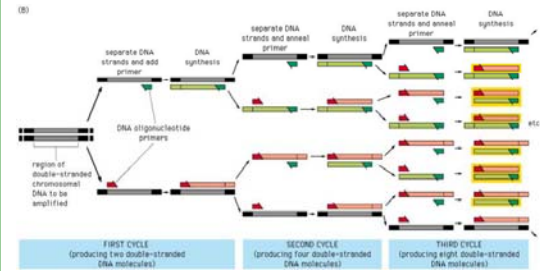 (B)
separate DNA
strands and add
primer
DNA
synthesis
separate DNA
strands and anneal
primer
DNA
synthesis
separate DNA
strands and anneal
primer
DNA
synthesis
DNA oligonucleotide
primers
region of
double-stranded
chromosomal
DNA to be
amplified
etc
FIRST CYCLE
(producing two double-stranded
DNA molecules)
SECOND CYCLE
(producing four double-stranded
DNA molecules)
THIRD CYCLE
(producing eight double-stranded
DNA molecules)